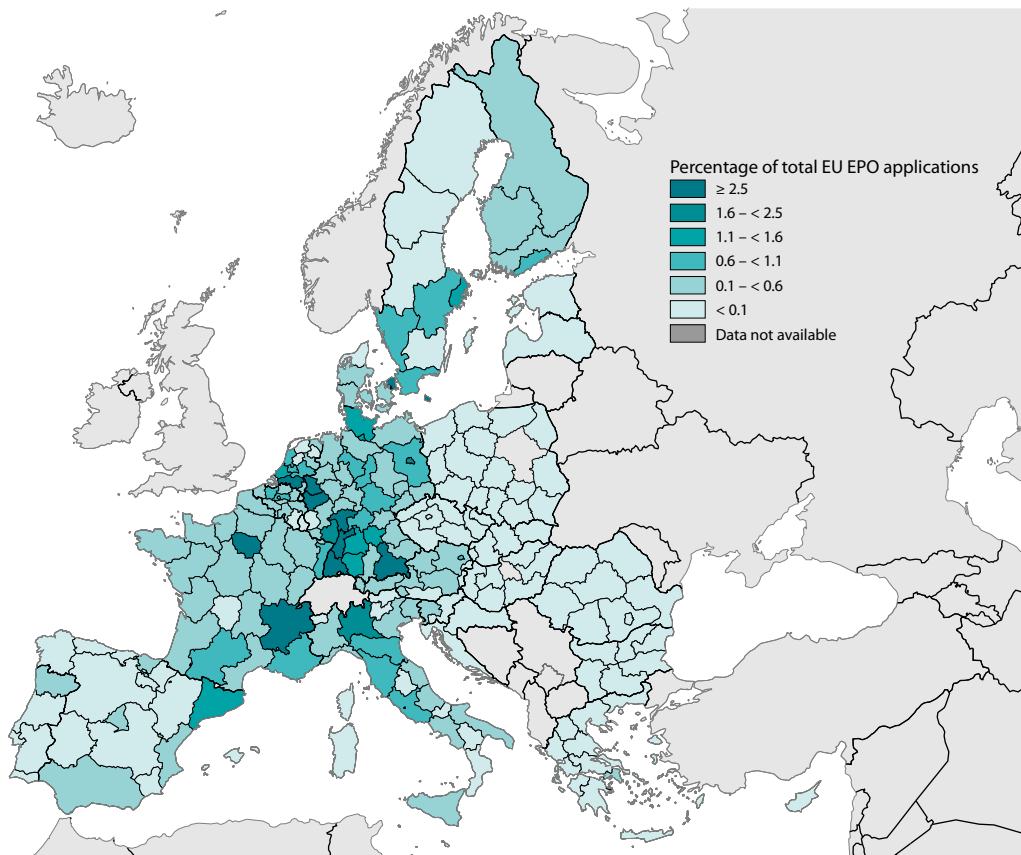 Percentage of total EU EPO applications
≥ 2.5
1.6 – < 2.5
1.1 – < 1.6
0.6 – < 1.1
0.1 – < 0.6
< 0.1
Data not available